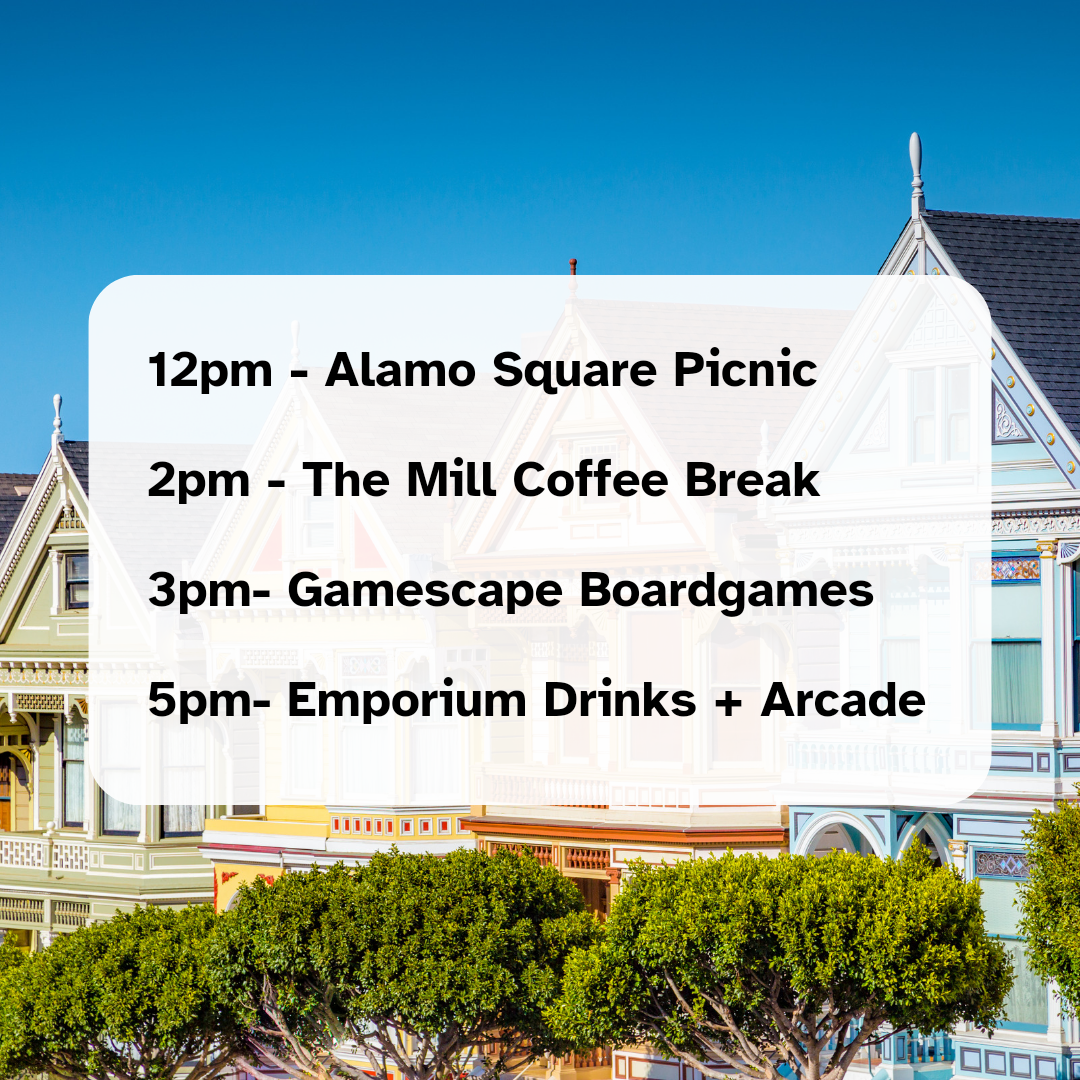 12pm - Alamo Square Picnic
2pm - The Mill Coffee Break
3pm- Gamescape Boardgames
5pm- Emporium Drinks + Arcade